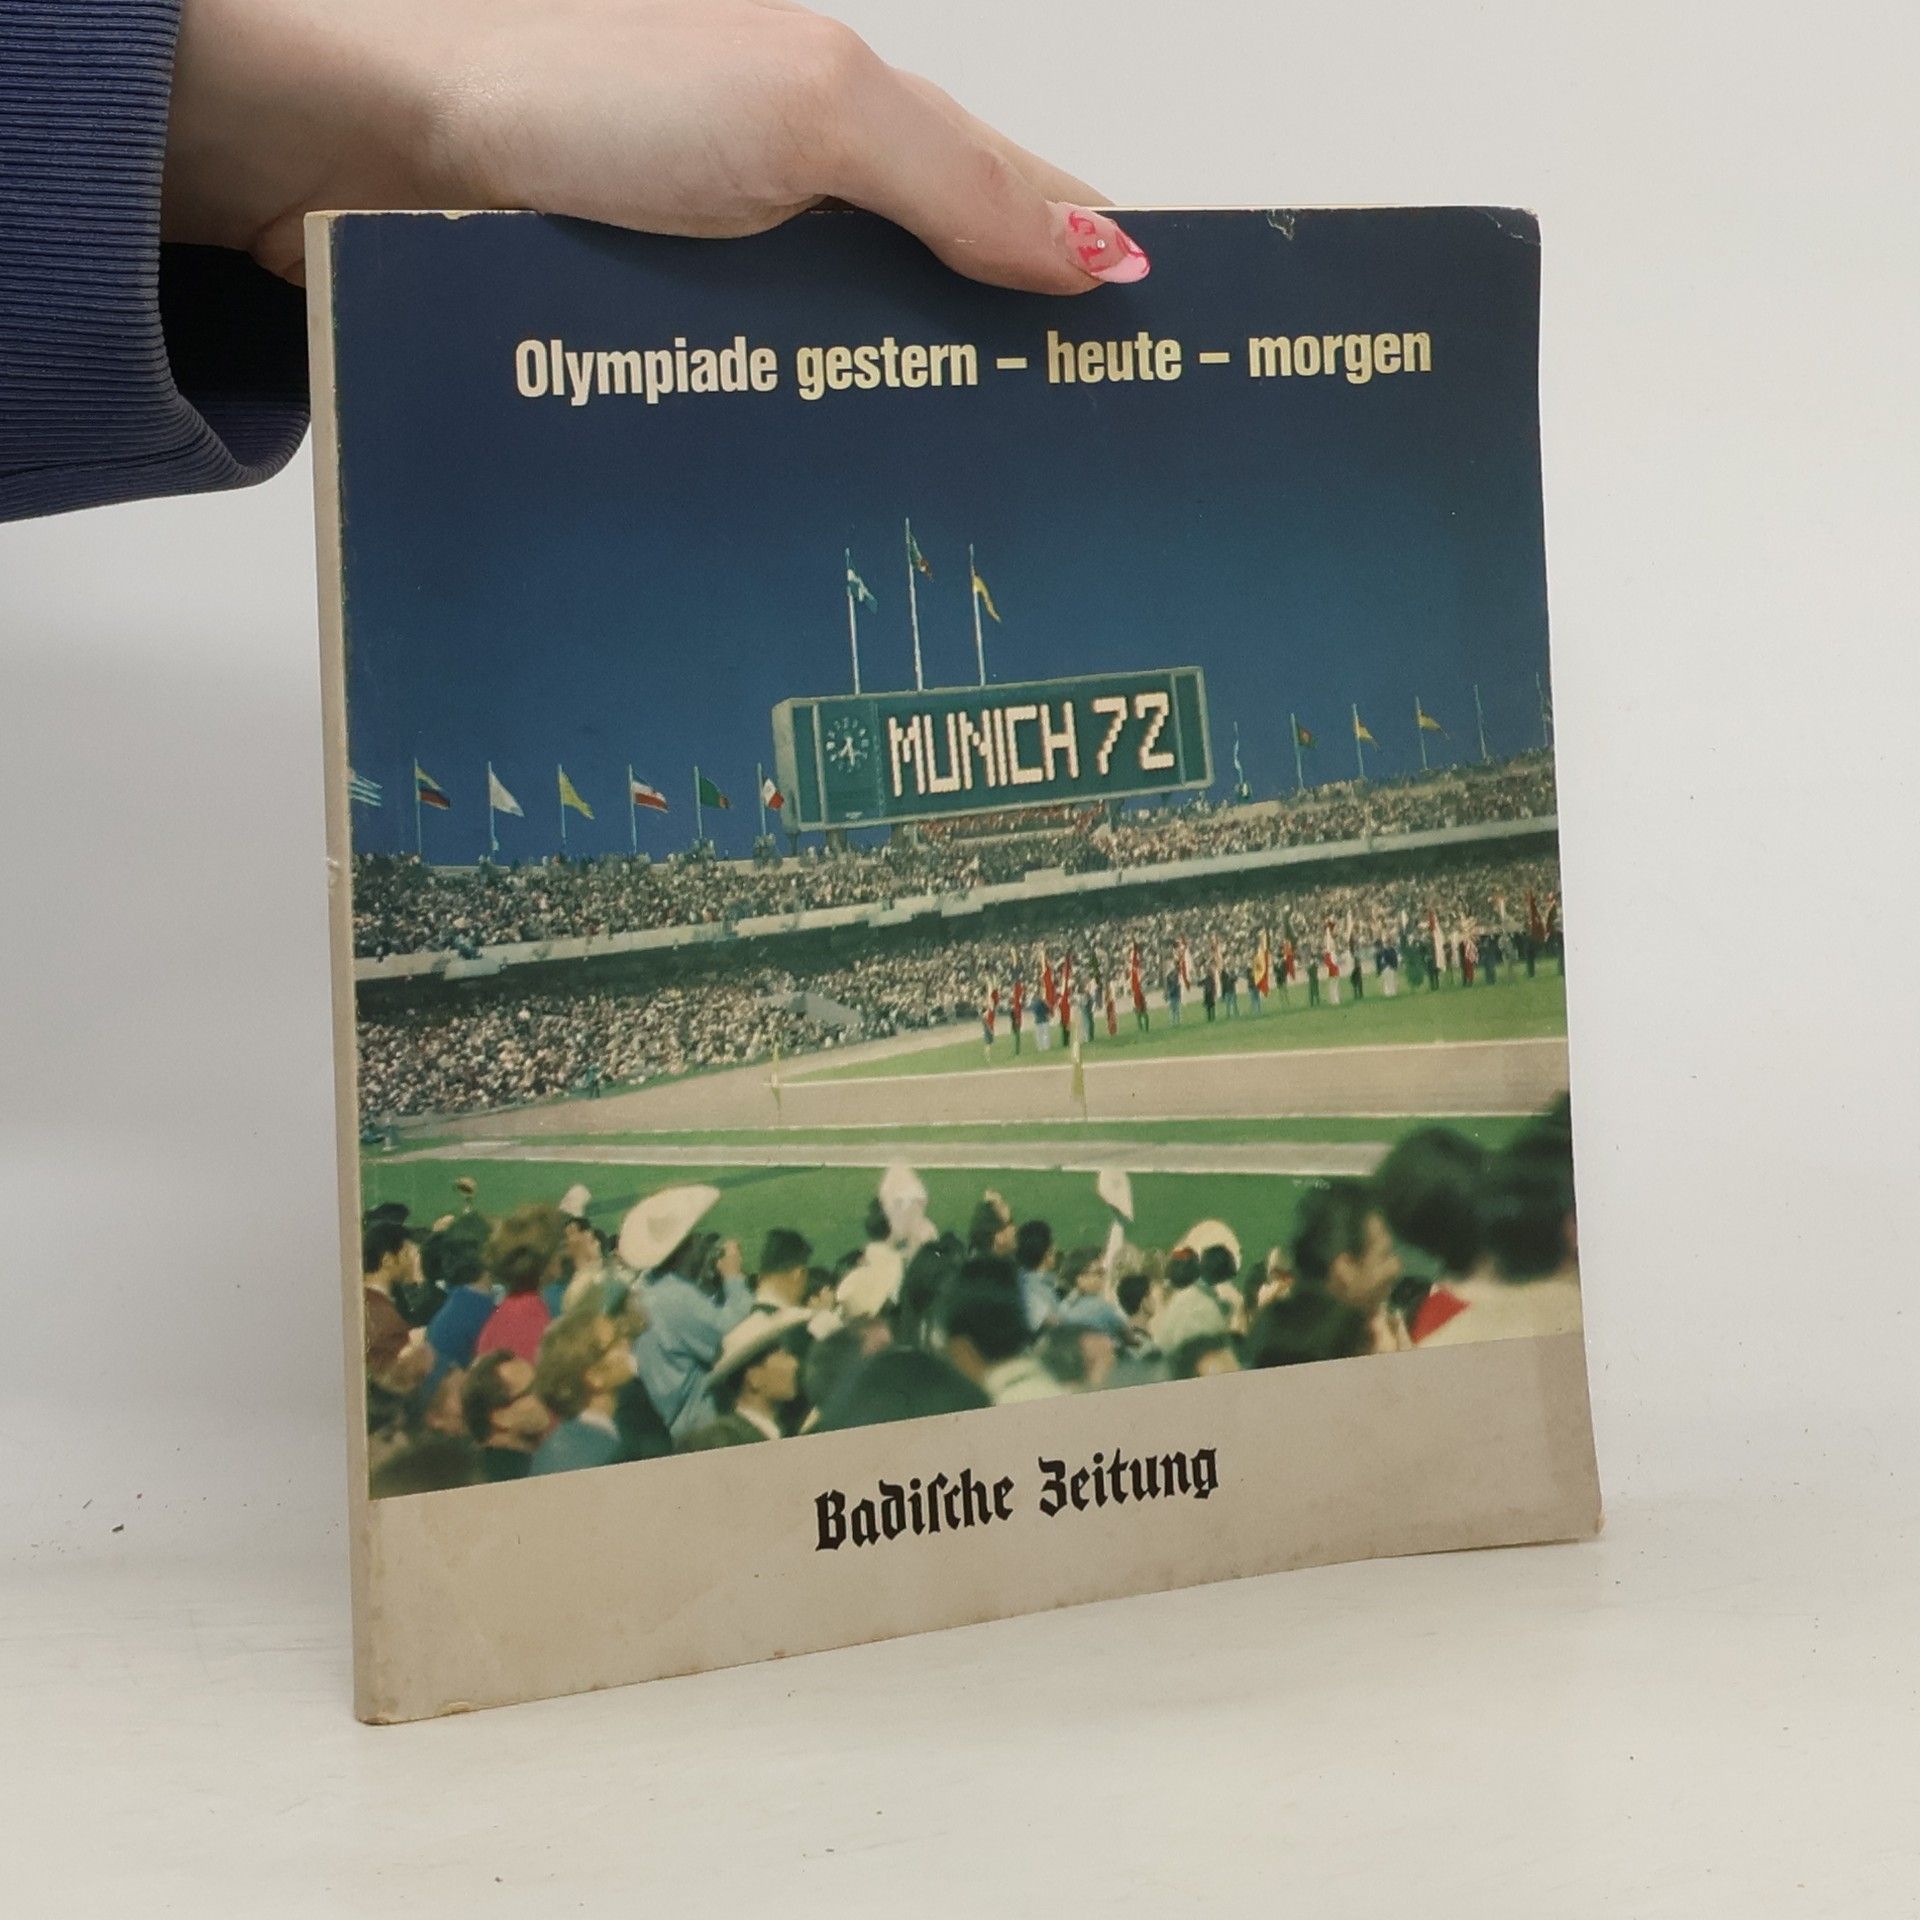 Olympiade gestern – heute – morgen
MUNICH 72
Badiſche Zeitung